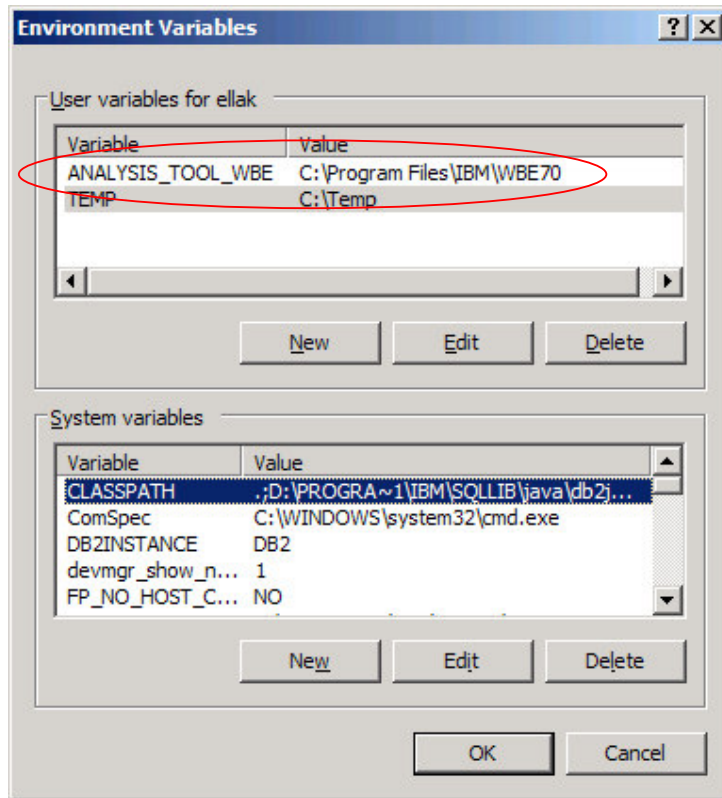 Environment Variables
User variables for ellak
Variable Value
ANALYSIS_TOOL_WBE C:\Program Files\IBM\WBE70
TEMP C:\Temp
New Edit Delete
System variables
Variable Value
CLASSPATH .;D:\PROGRA~1\IBM\SQLLIB\java\db2j...
ComSpec C:\WINDOWS\system32\cmd.exe
DB2INSTANCE DB2
devmgr_show_n... 1
FP_NO_HOST_C... NO
New Edit Delete
OK Cancel